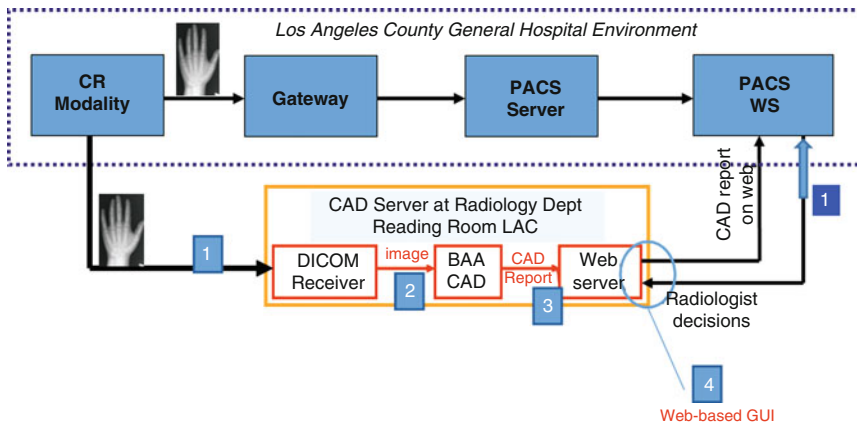 Los Angeles County General Hospital Environment
CR
Modality
Gateway
PACS
Server
PACS
WS
CAD report
on web
1
CAD Server at Radiology Dept
Reading Room LAC
1
DICOM
Receiver
image
2
BAA
CAD
CAD
Report
3
Web
server
Radiologist
decisions
4
Web-based GUI